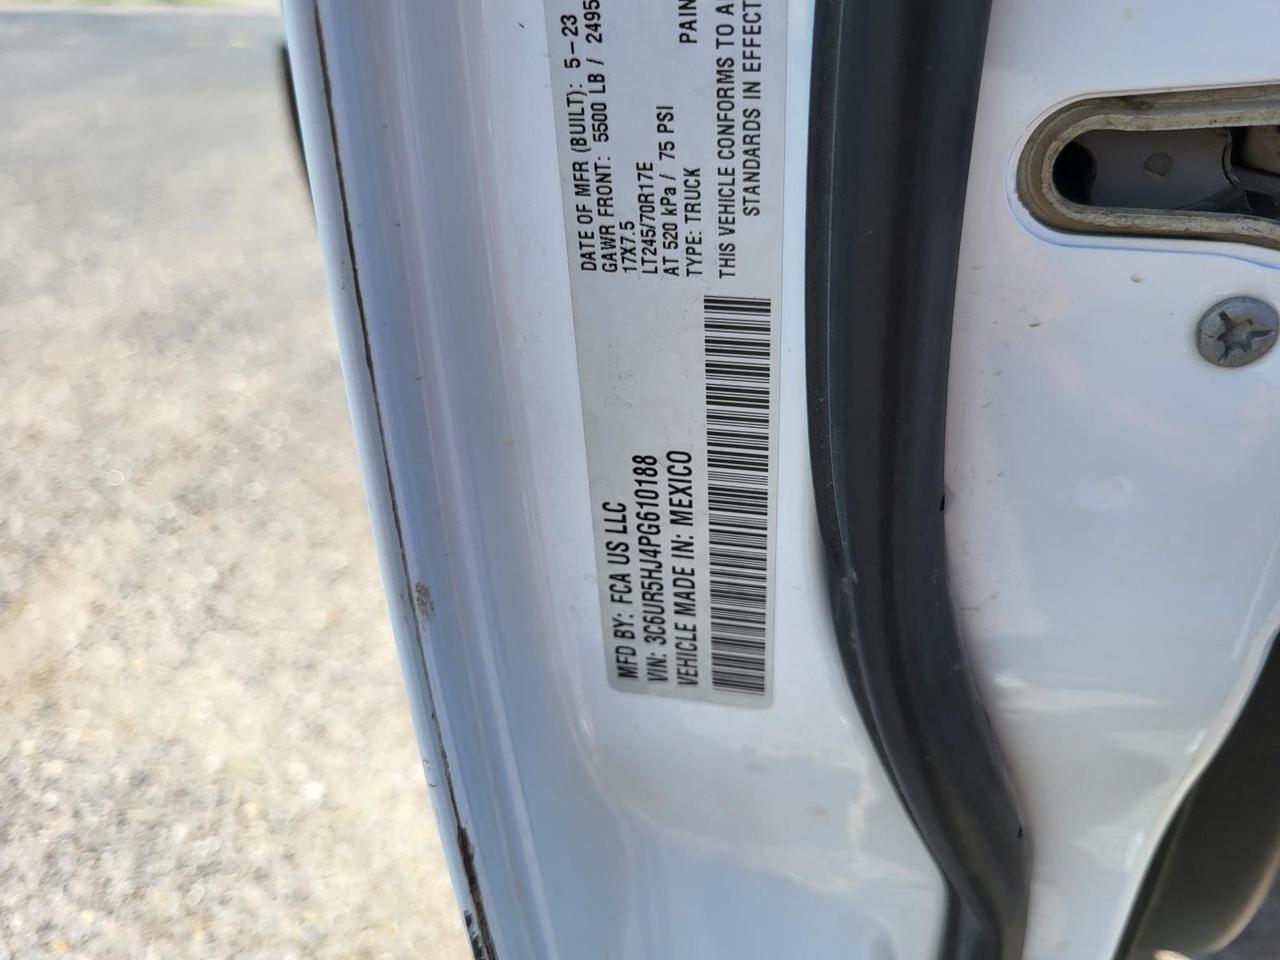 MFD BY: FCA US LLC
VIN: 3C6UR5HJ4PG610188
VEHICLE MADE IN: MEXICO
DATE OF MFR (BUILT): 5-23
GAWR FRONT: 5500 LB / 2495
17X7.5
LT245/70R17E
AT 520 kPa / 75 PSI
TYPE: TRUCK
PAIN
THIS VEHICLE CONFORMS TO A
STANDARDS IN EFFECT